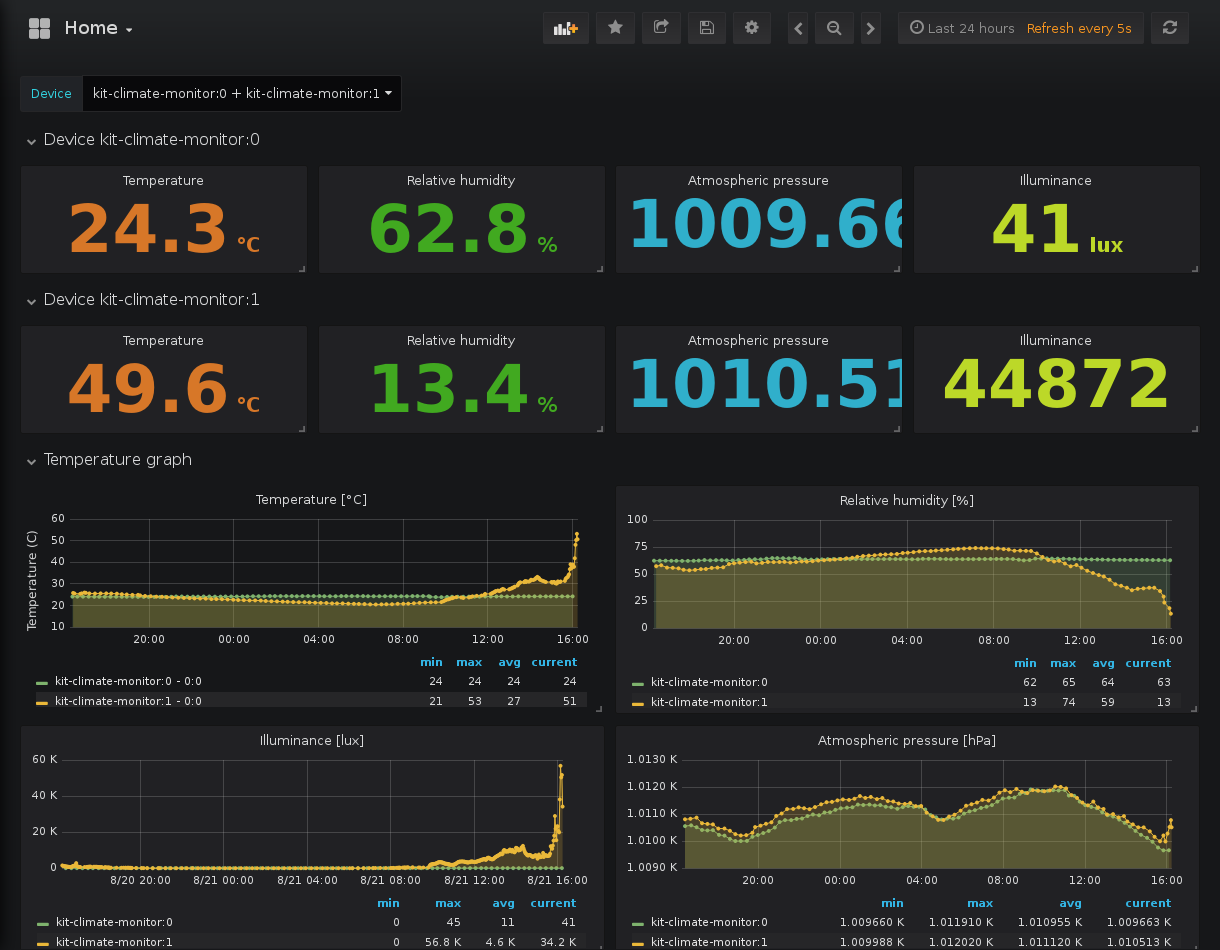 Home
Last 24 hours Refresh every 5s
Device kit-climate-monitor:0 + kit-climate-monitor:1
Device kit-climate-monitor:0
Temperature Relative humidity Atmospheric pressure Illuminance
24.3 °C 62.8 % 1009.66 41 lux
Device kit-climate-monitor:1
Temperature Relative humidity Atmospheric pressure Illuminance
49.6 °C 13.4 % 1010.51 44872
Temperature graph
Temperature [°C]
Temperature (C)
60
50
40
30
20
10
20:00 00:00 04:00 08:00 12:00 16:00
min max avg current
kit-climate-monitor:0 - 0:0 24 24 24 24
kit-climate-monitor:1 - 0:0 21 53 27 51
Relative humidity [%]
100
75
50
25
0
20:00 00:00 04:00 08:00 12:00 16:00
min max avg current
kit-climate-monitor:0 62 65 64 63
kit-climate-monitor:1 13 74 59 13
Illuminance [lux]
60 K
40 K
20 K
0
8/20 20:00 8/21 00:00 8/21 04:00 8/21 08:00 8/21 12:00 8/21 16:00
min max avg current
kit-climate-monitor:0 0 45 11 41
kit-climate-monitor:1 0 56.8 K 4.6 K 34.2 K
Atmospheric pressure [hPa]
1.0130 K
1.0120 K
1.0110 K
1.0100 K
1.0090 K
20:00 00:00 04:00 08:00 12:00 16:00
min max avg current
kit-climate-monitor:0 1.009660 K 1.011910 K 1.010955 K 1.009663 K
kit-climate-monitor:1 1.009988 K 1.012020 K 1.011120 K 1.010513 K